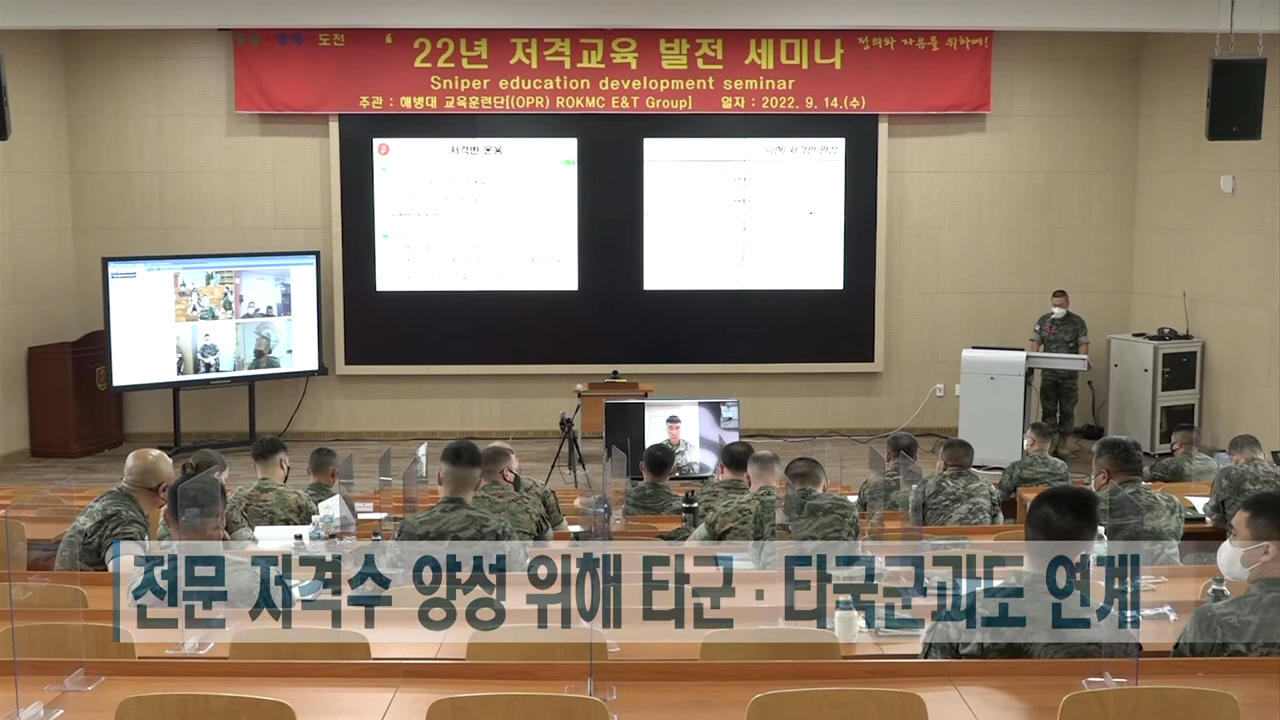 도전
“ 22년 저격교육 발전 세미나
정의와 자유를 위하여!
Sniper education development seminar
주관 : 해병대 교육훈련단[(OPR) ROKMC E&T Group] 일자 : 2022. 9. 14.(수)
저격반 운용
전문 저격수 양성 위해 타군·타국군과도 연계